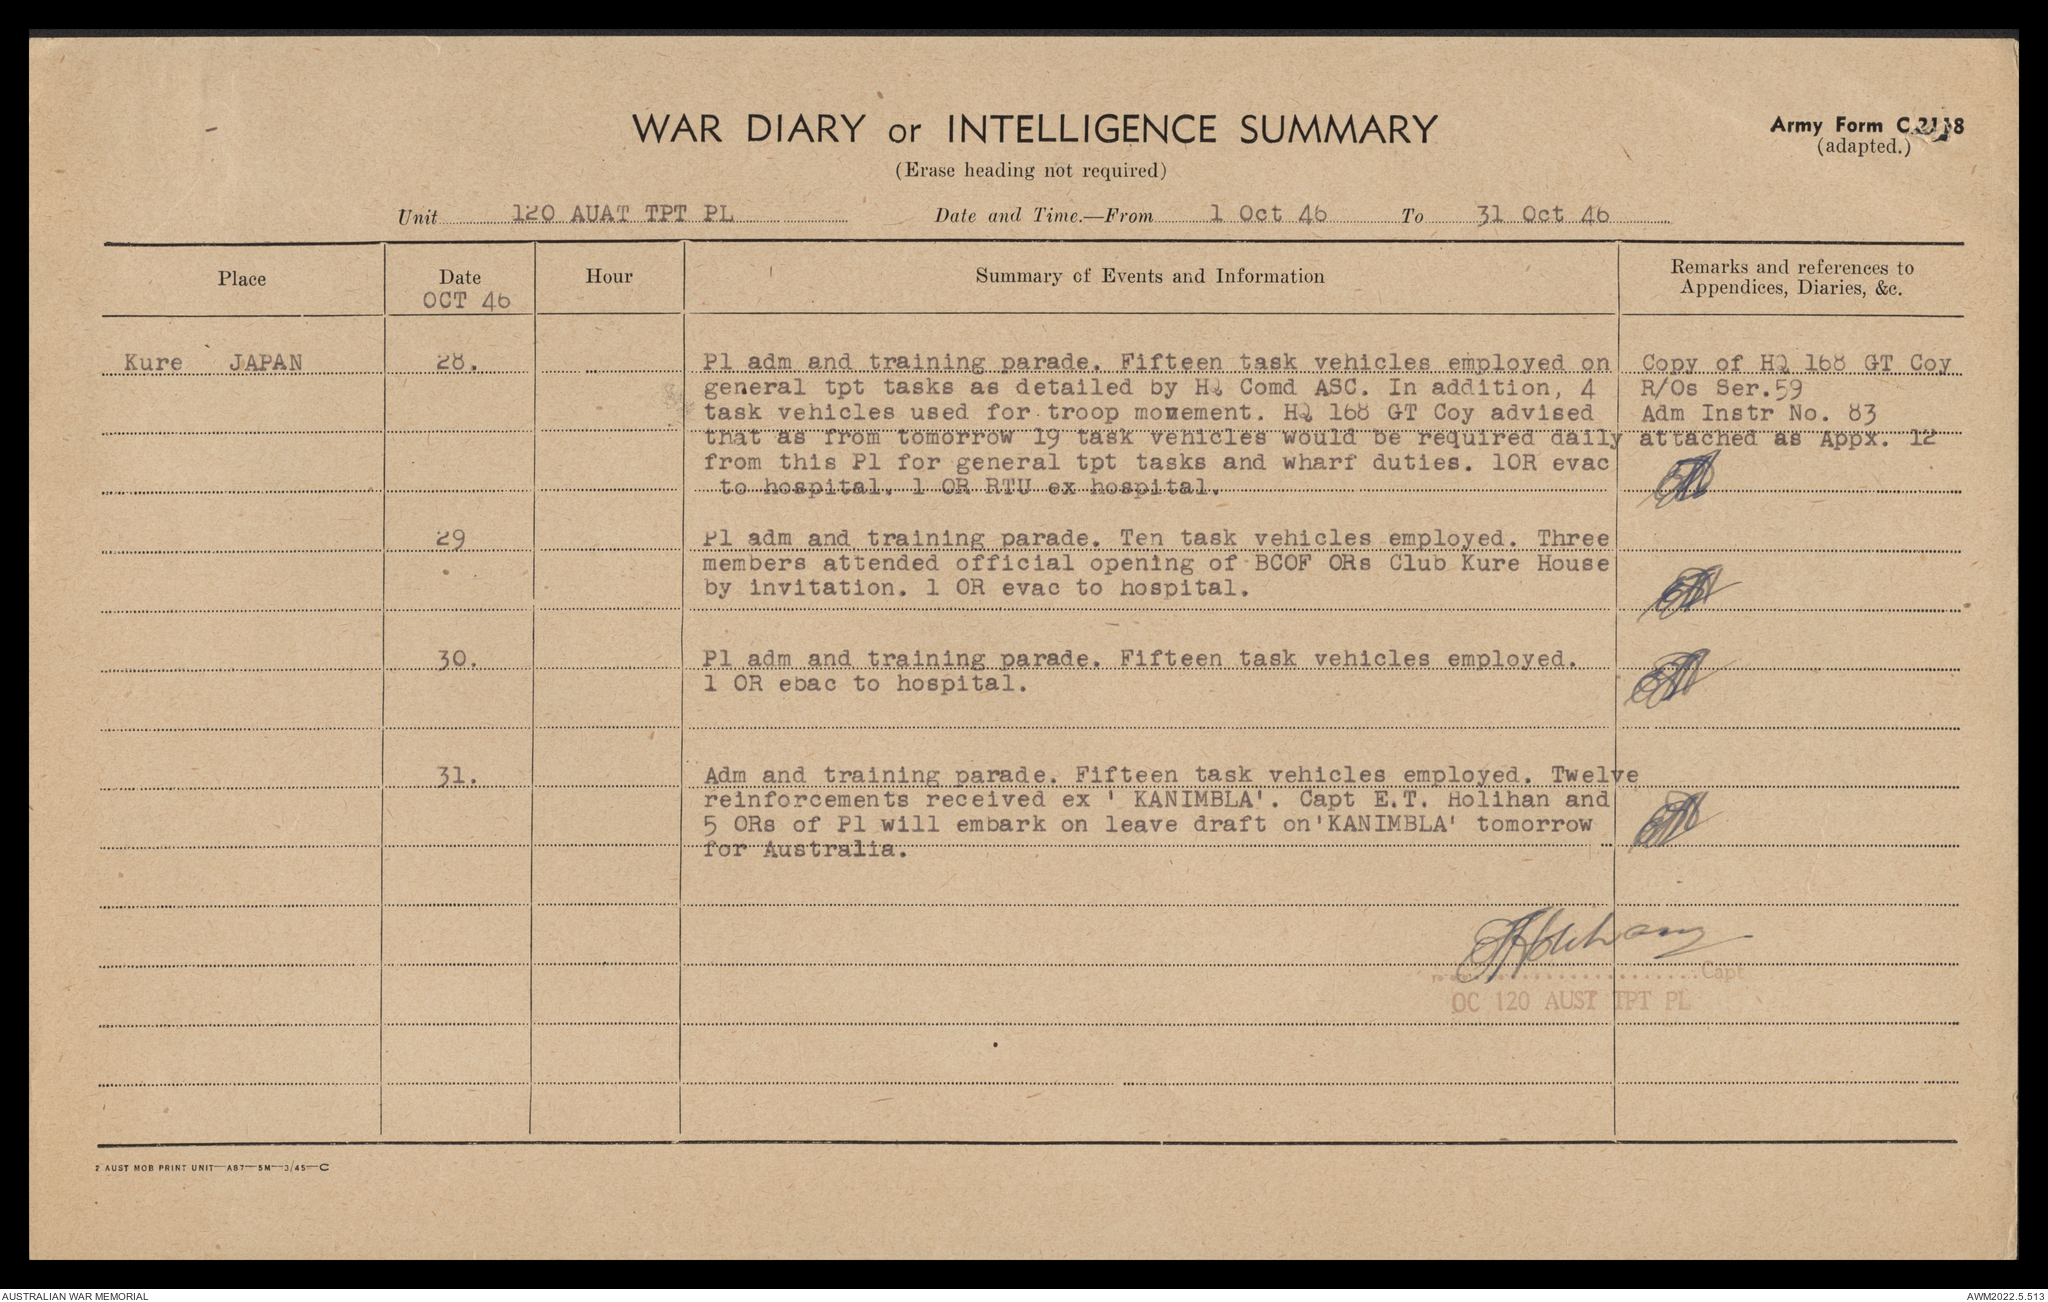 WAR DIARY or INTELLIGENCE SUMMARY
Army Form C.2118
(adapted.)
(Erase heading not required)
Unit 120 AUAT TPT PL Date and Time.—From 1 Oct 46 To 31 Oct 46
Place Date Hour Summary of Events and Information Remarks and references to
Appendices, Diaries, &c.
OCT 46
Kure JAPAN 28. Pl adm and training parade. Fifteen task vehicles employed on Copy of HQ 168 GT Coy
general tpt tasks as detailed by HQ Comd ASC. In addition, 4 R/Os Ser.59
task vehicles used for troop movement. HQ 168 GT Coy advised Adm Instr No. 83
that as from tomorrow 19 task vehicles would be required daily attached as Appx. 12
from this Pl for general tpt tasks and wharf duties. 1OR evac
to hospital. 1 OR RTU ex hospital.
29 Pl adm and training parade. Ten task vehicles employed. Three
members attended official opening of BCOF ORs Club Kure House
by invitation. 1 OR evac to hospital.
30. Pl adm and training parade. Fifteen task vehicles employed.
1 OR ebac to hospital.
31. Adm and training parade. Fifteen task vehicles employed. Twelve
reinforcements received ex ' KANIMBLA'. Capt E.T. Holihan and
5 ORs of Pl will embark on leave draft on'KANIMBLA' tomorrow
for Australia.
ETHolihan
Capt
OC 120 AUST TPT PL
2 AUST MOB PRINT UNIT—A87—5M—3/45—C
AUSTRALIAN WAR MEMORIAL AWM2022.5.513